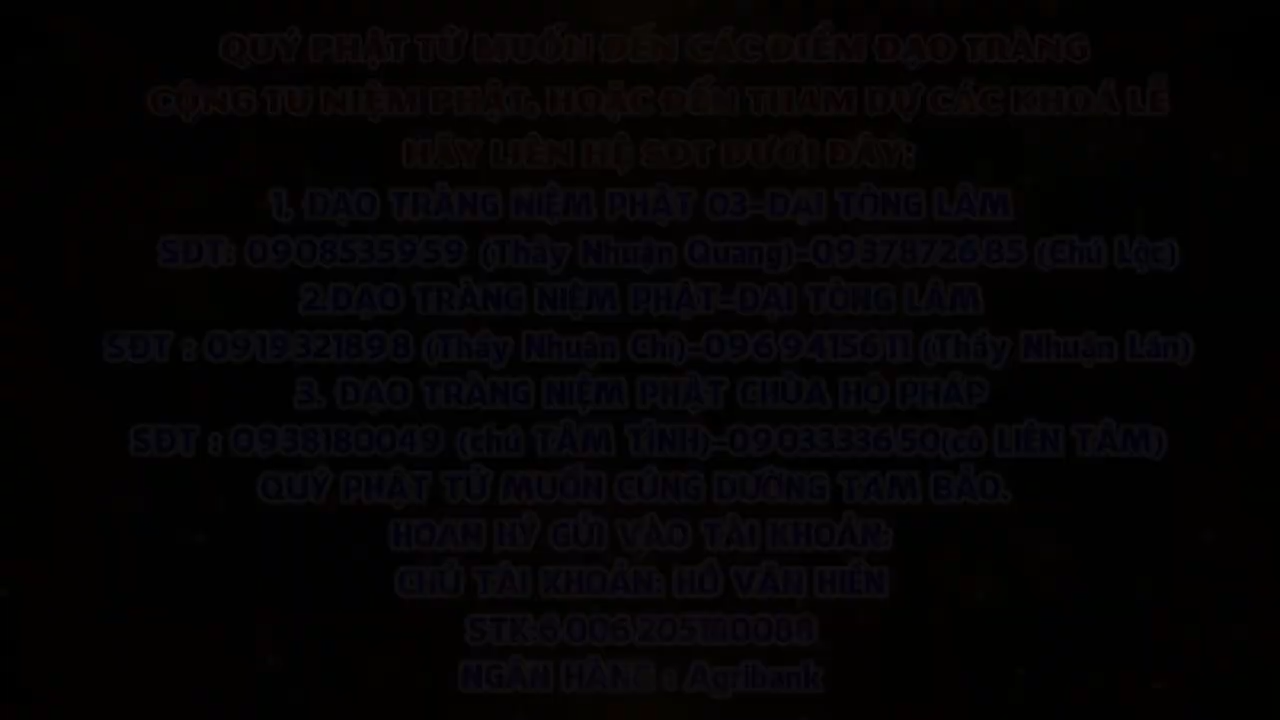 QUÝ PHẬT TỬ MUỐN ĐẾN CÁC ĐIỂM ĐẠO TRÀNG
CỘNG TU NIỆM PHẬT, HOẶC ĐẾN THAM DỰ CÁC KHOÁ LỄ
HÃY LIÊN HỆ SĐT DƯỚI ĐÂY:
1. ĐẠO TRÀNG NIỆM PHẬT 03-ĐẠI TÒNG LÂM
SĐT: 0908535959 (Thầy Nhuận Quang)-0937872685 (Chú Lộc)
2.ĐẠO TRÀNG NIỆM PHẬT-ĐẠI TÒNG LÂM
SĐT : 0919321898 (Thầy Nhuận Chí)-0969415611 (Thầy Nhuận Lân)
3. ĐẠO TRÀNG NIỆM PHẬT CHÙA HỘ PHÁP
SĐT : 0938180049 (chú TÂM TỊNH)-0903333650(cô LIÊN TÂM)
QUÝ PHẬT TỬ MUỐN CÚNG DƯỜNG TAM BẢO.
HOAN HỶ GỬI VÀO TÀI KHOẢN:
CHỦ TÀI KHOẢN: HỒ VĂN HIỀN
NGÂN HÀNG : Agribank